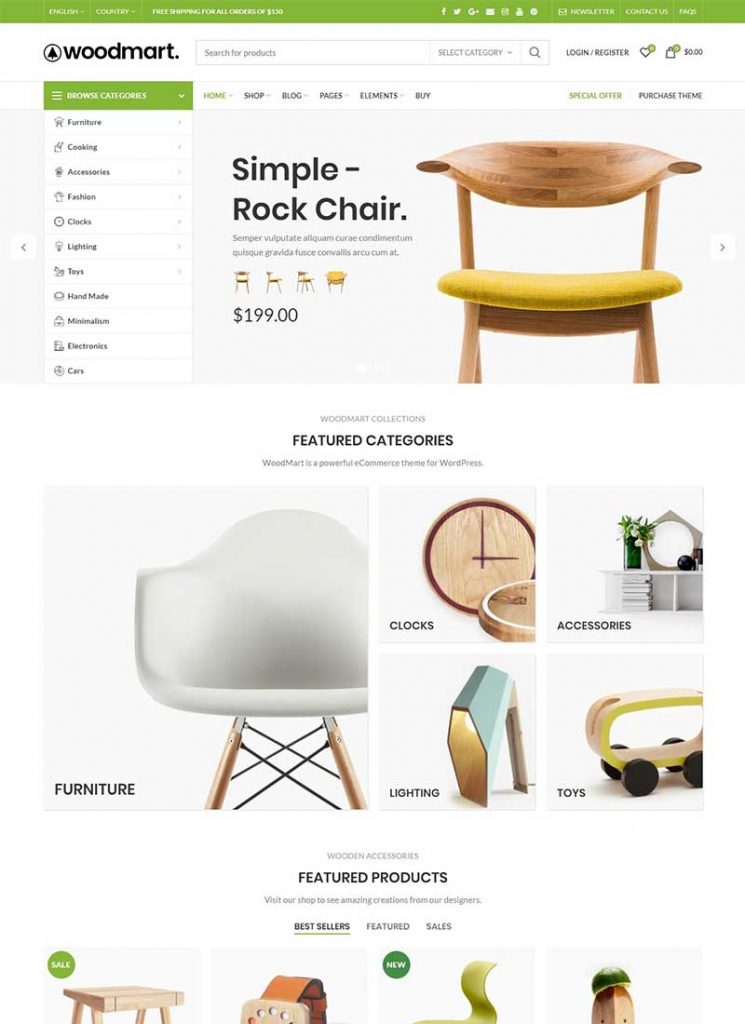 ENGLISH COUNTRY FREE SHIPPING FOR ALL ORDERS OF $150 NEWSLETTER CONTACT US FAQS
woodmart. Search for products SELECT CATEGORY LOGIN / REGISTER 0 0 $0.00
BROWSE CATEGORIES HOME SHOP BLOG PAGES ELEMENTS BUY SPECIAL OFFER PURCHASE THEME
Furniture
Cooking
Accessories
Fashion
Clocks
Lighting
Toys
Hand Made
Minimalism
Electronics
Cars
Simple -
Rock Chair.
Semper vulputate aliquam curae condimentum
quisque gravida fusce convallis arcu cum at.
$199.00
WOODMART COLLECTIONS
FEATURED CATEGORIES
WoodMart is a powerful eCommerce theme for WordPress.
CLOCKS
ACCESSORIES
FURNITURE
LIGHTING
TOYS
WOODEN ACCESSORIES
FEATURED PRODUCTS
Visit our shop to see amazing creations from our designers.
BEST SELLERS FEATURED SALES
SALE
NEW